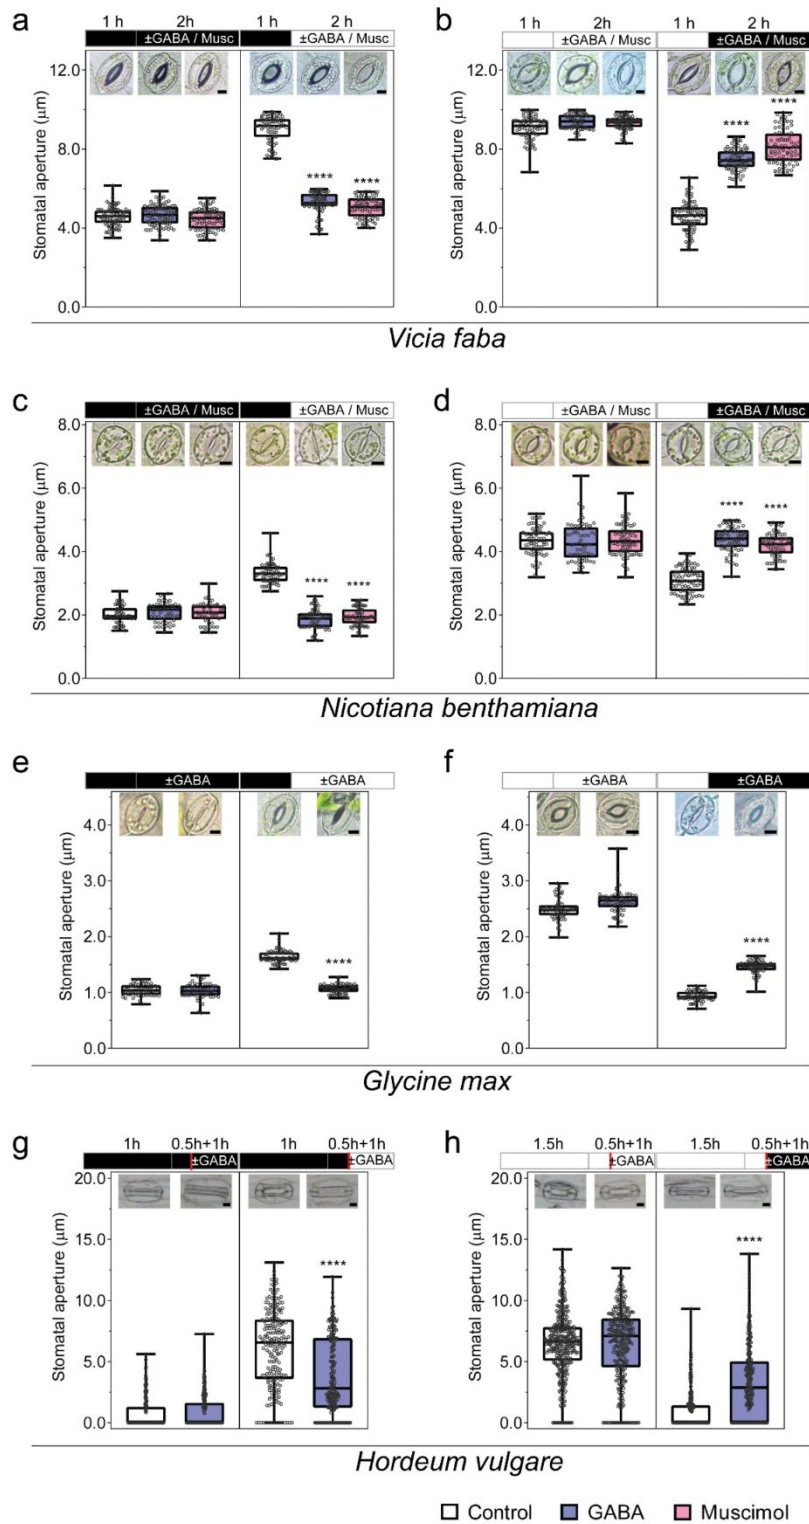 a
1 h 2h 1 h 2 h
±GABA / Musc ±GABA / Musc
Stomatal aperture (µm)
12.0
8.0
4.0
0.0
**** ****
b
1 h 2h 1 h 2 h
±GABA / Musc ±GABA / Musc
Stomatal aperture (µm)
12.0
8.0
4.0
0.0
**** ****
Vicia faba
c
±GABA / Musc ±GABA / Musc
Stomatal aperture (µm)
8.0
6.0
4.0
2.0
0.0
**** ****
d
±GABA / Musc ±GABA / Musc
Stomatal aperture (µm)
8.0
6.0
4.0
2.0
0.0
**** ****
Nicotiana benthamiana
e
±GABA ±GABA
Stomatal aperture (µm)
4.0
3.0
2.0
1.0
0.0
****
f
±GABA ±GABA
Stomatal aperture (µm)
4.0
3.0
2.0
1.0
0.0
****
Glycine max
g
1h 0.5h+1h 1h 0.5h+1h
±GABA ±GABA
Stomatal aperture (µm)
20.0
15.0
10.0
5.0
0.0
****
h
1.5h 0.5h+1h 1.5h 0.5h+1h
±GABA ±GABA
Stomatal aperture (µm)
20.0
15.0
10.0
5.0
0.0
****
Hordeum vulgare
Control GABA Muscimol